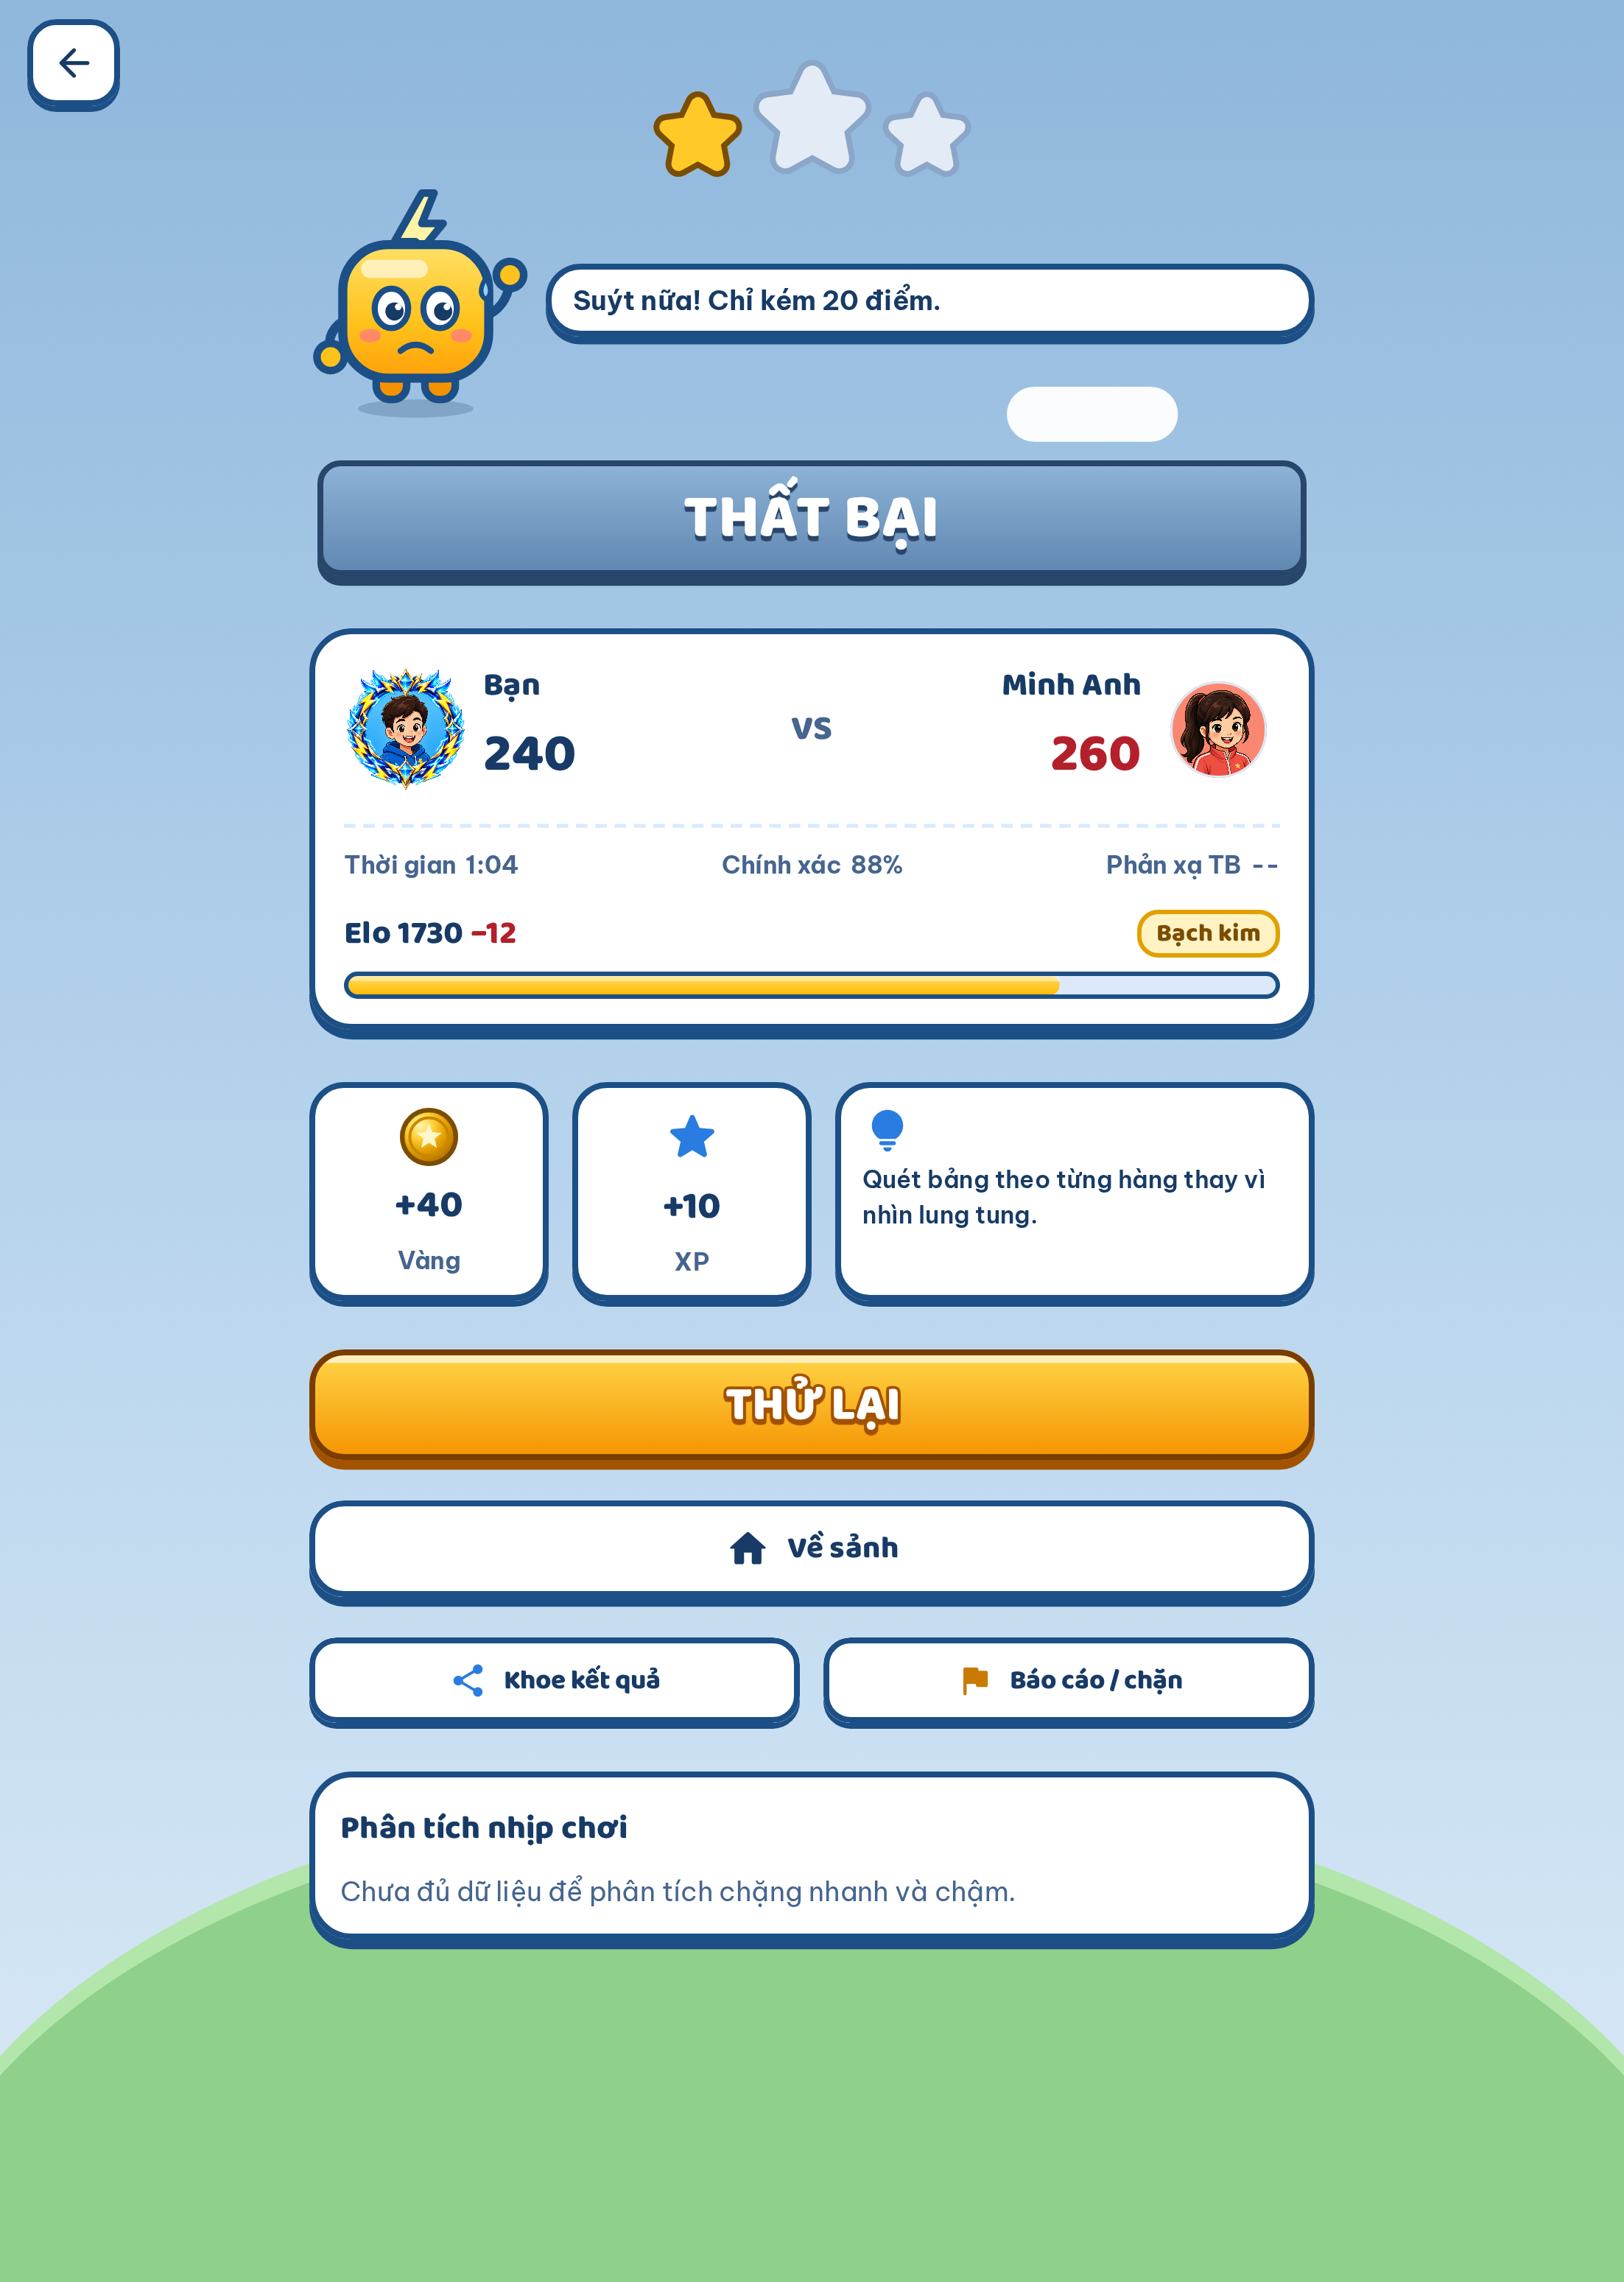 Suýt nữa! Chỉ kém 20 điểm.
THẤT BẠI
Bạn
240
VS
Minh Anh
260
Thời gian 1:04
Chính xác 88%
Phản xạ TB --
Elo 1730 −12
Bạch kim
+40
Vàng
+10
XP
Quét bảng theo từng hàng thay vì
nhìn lung tung.
THỬ LẠI
Về sảnh
Khoe kết quả
Báo cáo / chặn
Phân tích nhịp chơi
Chưa đủ dữ liệu để phân tích chặng nhanh và chậm.